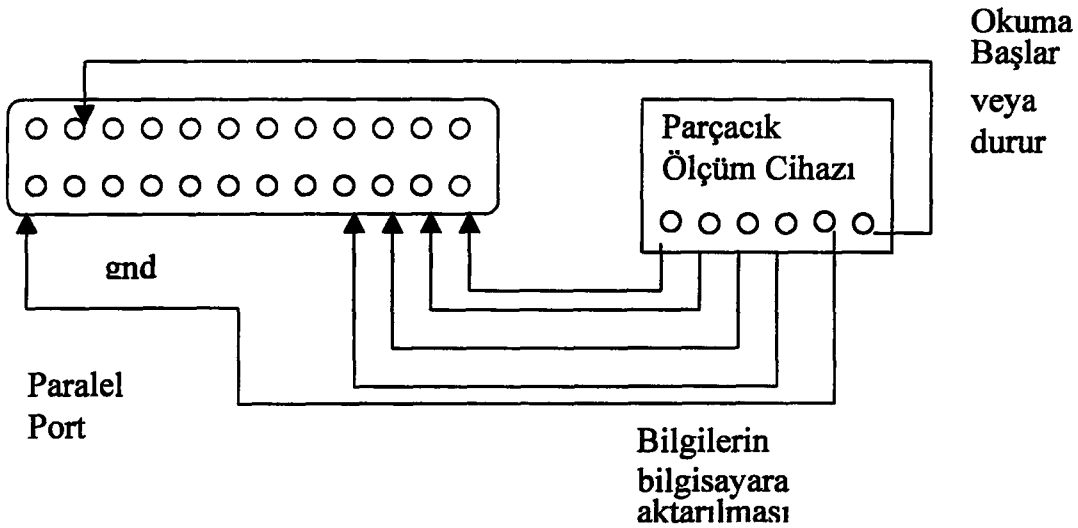 Okuma
Başlar
veya
durur
Parçacık
Ölçüm Cihazı
gnd
Paralel
Port
Bilgilerin
bilgisayara
aktarılması